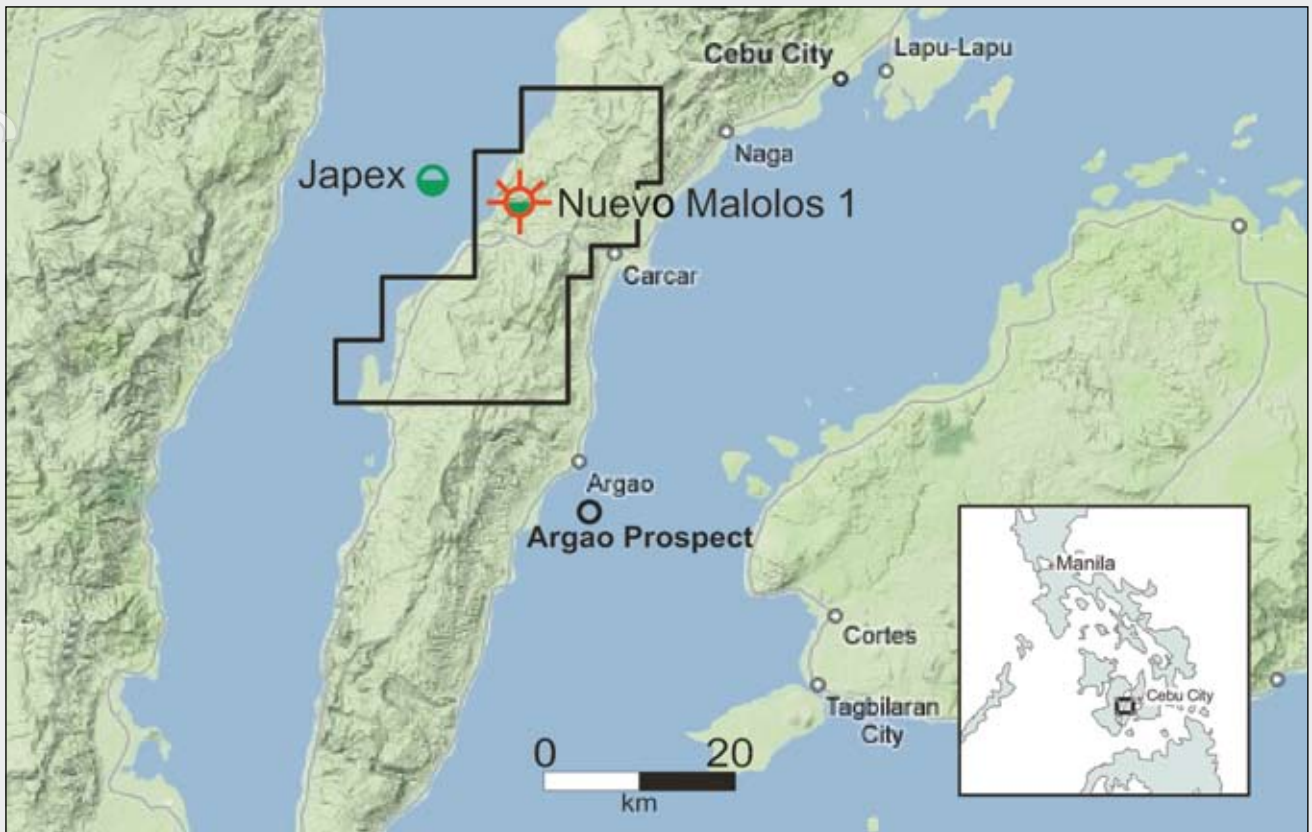 Cebu City
Lapu-Lapu
Naga
Japex
Nuevo Malolos 1
Carcar
Argao
Argao Prospect
Manila
Cebu City
Cortes
Tagbilaran
City
0 20
km